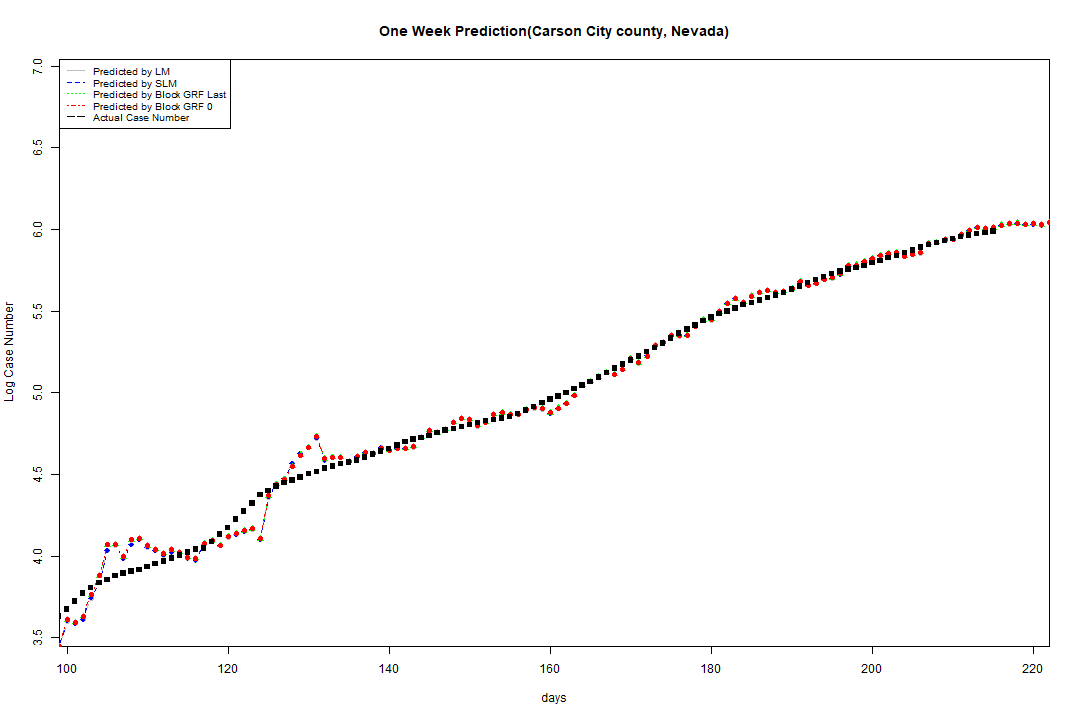 One Week Prediction(Carson City county, Nevada)
Predicted by LM
Predicted by SLM
Predicted by Block GRF Last
Predicted by Block GRF 0
Actual Case Number
7.0
6.5
6.0
5.5
5.0
4.5
4.0
3.5
Log Case Number
100 120 140 160 180 200 220
days